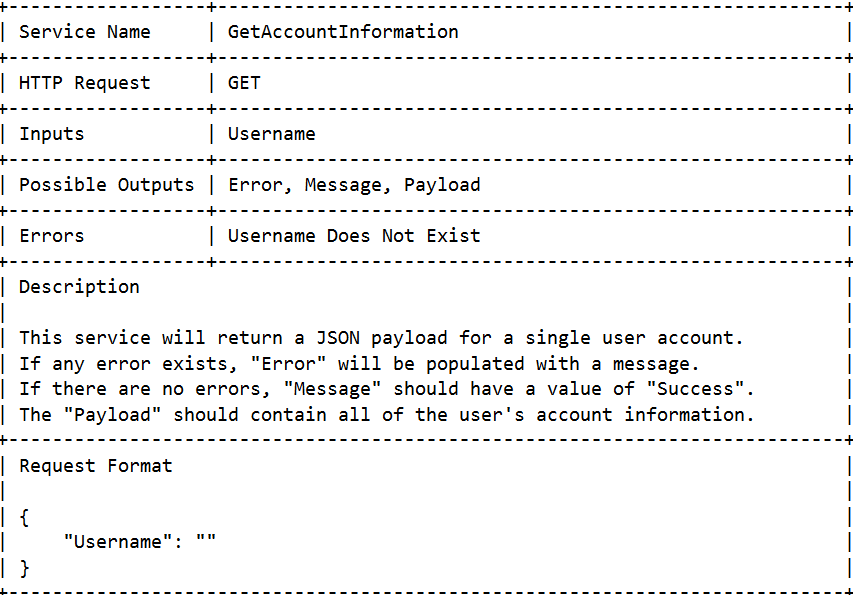 +------------------+---------------------------------------------------------+
| Service Name     | GetAccountInformation                                   |
+------------------+---------------------------------------------------------+
| HTTP Request     | GET                                                     |
+------------------+---------------------------------------------------------+
| Inputs           | Username                                                |
+------------------+---------------------------------------------------------+
| Possible Outputs | Error, Message, Payload                                 |
+------------------+---------------------------------------------------------+
| Errors           | Username Does Not Exist                                 |
+------------------+---------------------------------------------------------+
| Description                                                                |
|                                                                            |
| This service will return a JSON payload for a single user account.         |
| If any error exists, "Error" will be populated with a message.             |
| If there are no errors, "Message" should have a value of "Success".        |
| The "Payload" should contain all of the user's account information.        |
+----------------------------------------------------------------------------+
| Request Format                                                             |
|                                                                            |
| {                                                                          |
|     "Username": ""                                                         |
| }                                                                          |
+----------------------------------------------------------------------------+